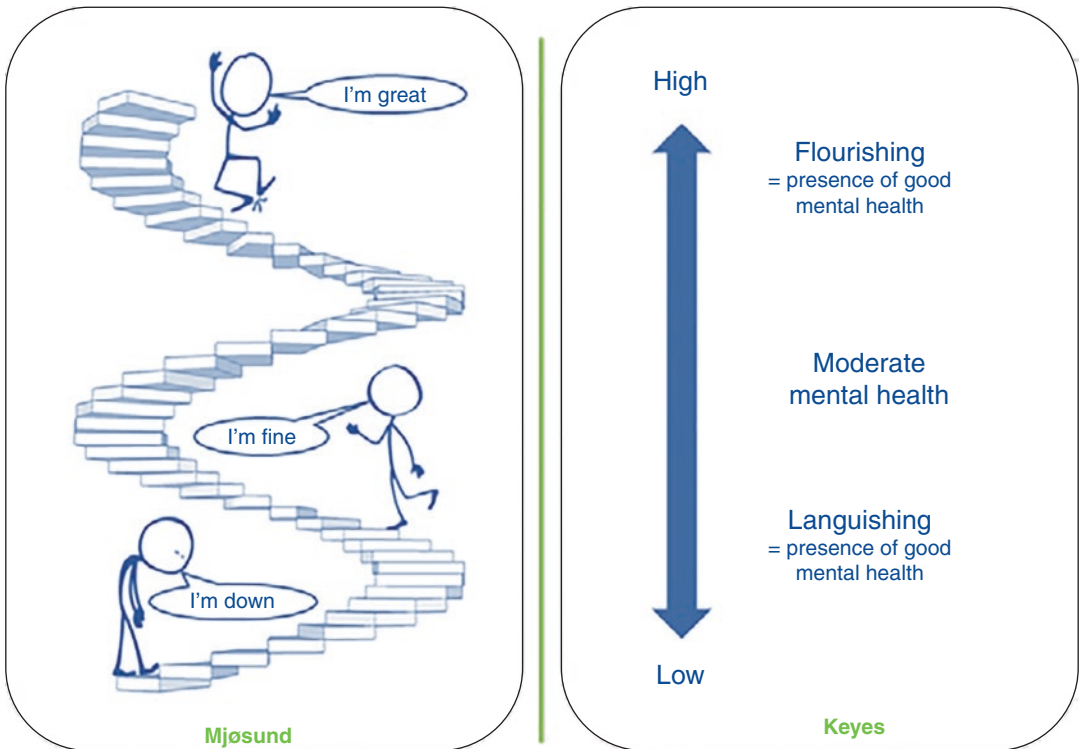 I'm great
I'm fine
I'm down
Mjøsund
High
Flourishing
= presence of good
mental health
Moderate
mental health
Languishing
= presence of good
mental health
Low
Keyes